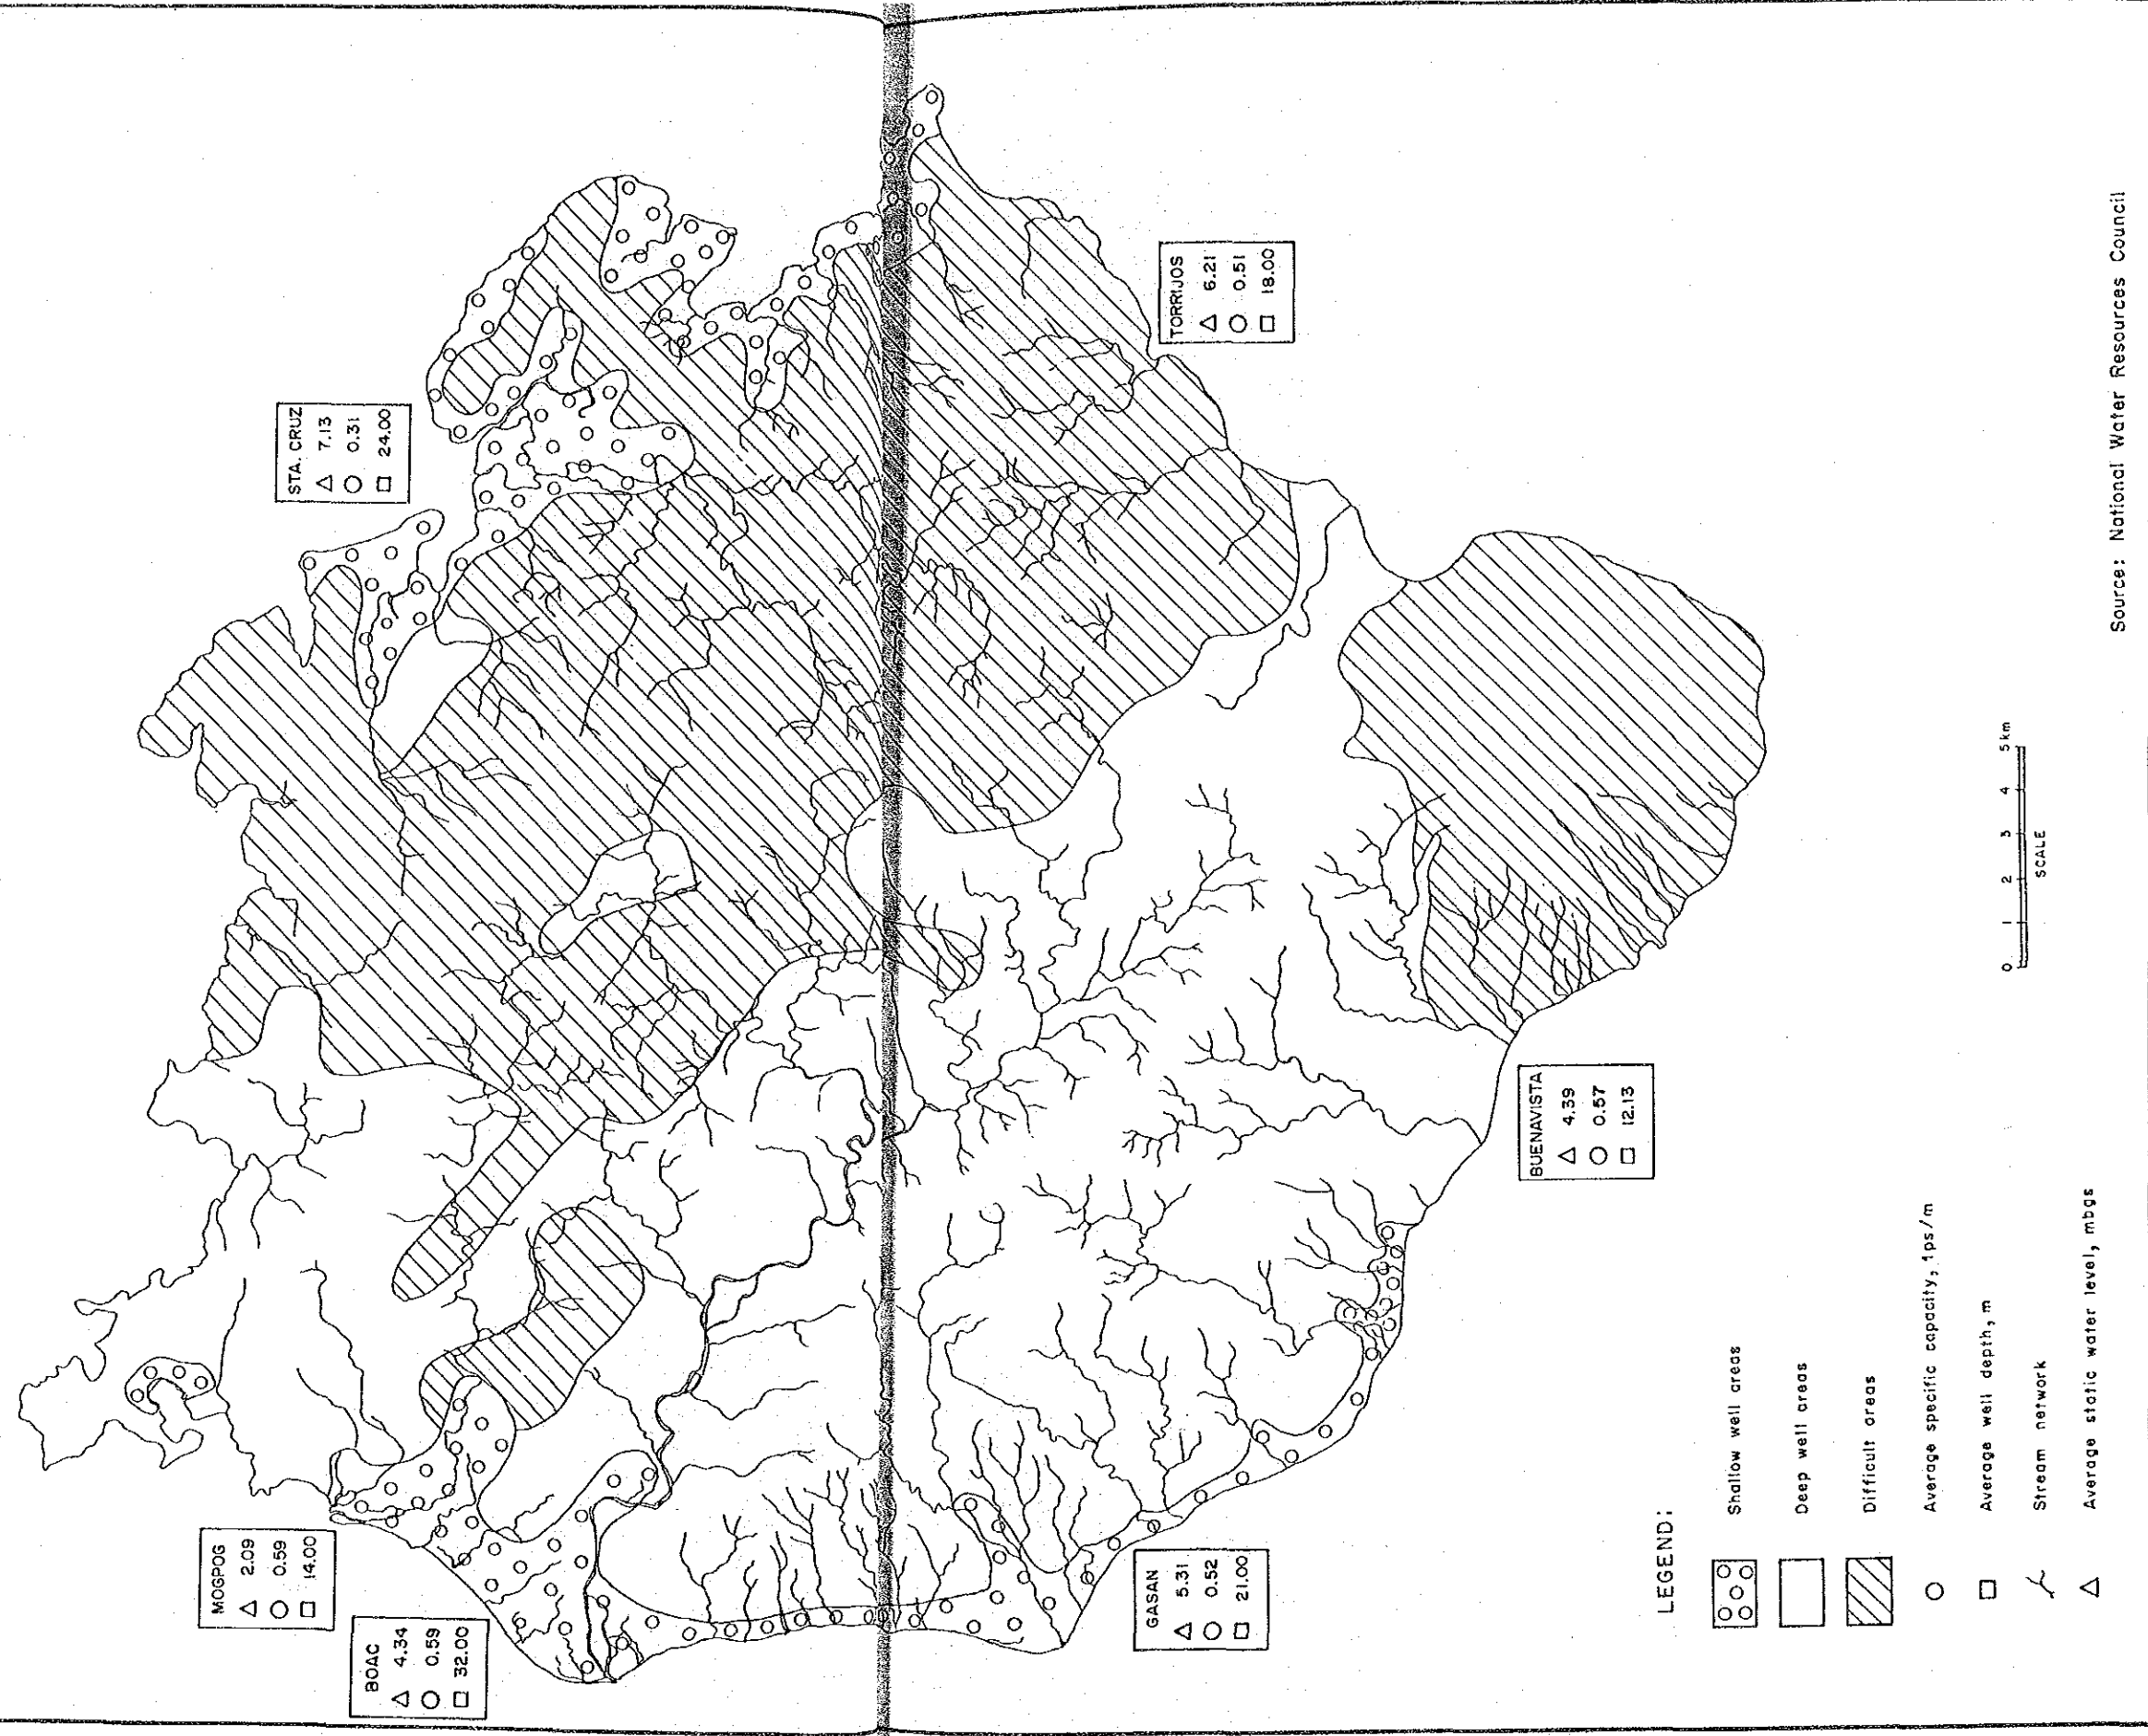 STA. CRUZ
△ 7.13
○ 0.31
□ 24.00
TORRIJOS
△ 6.21
○ 0.51
□ 18.00
MOGPOG
△ 2.09
○ 0.59
□ 14.00
BOAC
△ 4.34
○ 0.59
□ 32.00
GASAN
△ 5.31
○ 0.52
□ 21.00
BUENAVISTA
△ 4.39
○ 0.57
□ 12.13
LEGEND:
Shallow well areas
Deep well areas
Difficult areas
○ Average specific capacity, 1ps/m
□ Average well depth, m
Stream network
△ Average static water level, mbgs
0 1 2 3 4 5 km
SCALE
Source: National Water Resources Council